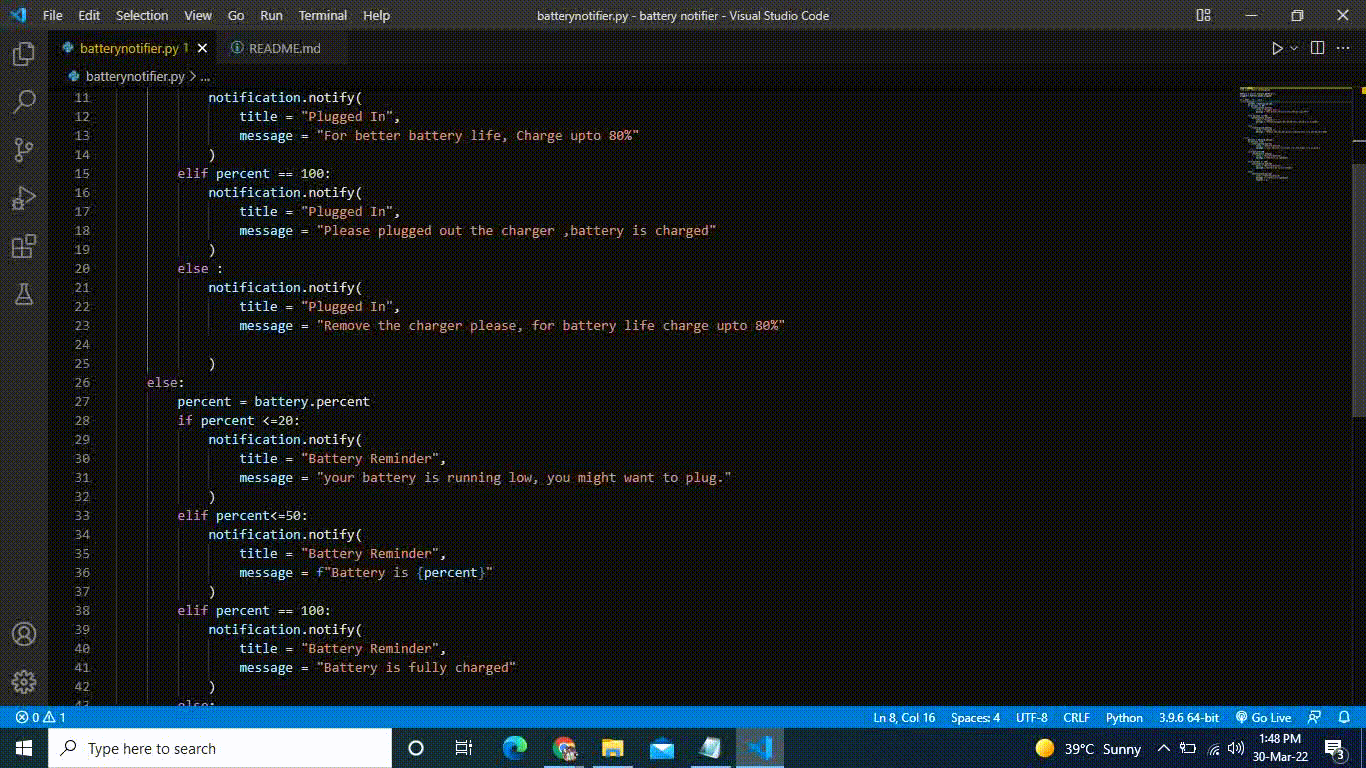 File Edit Selection View Go Run Terminal Help batterynotifier.py - battery notifier - Visual Studio Code
batterynotifier.py 1 README.md
batterynotifier.py > ...
11 notification.notify(
12 title = "Plugged In",
13 message = "For better battery life, Charge upto 80%"
14 )
15 elif percent == 100:
16 notification.notify(
17 title = "Plugged In",
18 message = "Please plugged out the charger ,battery is charged"
19 )
20 else :
21 notification.notify(
22 title = "Plugged In",
23 message = "Remove the charger please, for battery life charge upto 80%"
24
25 )
26 else:
27 percent = battery.percent
28 if percent <=20:
29 notification.notify(
30 title = "Battery Reminder",
31 message = "your battery is running low, you might want to plug."
32 )
33 elif percent<=50:
34 notification.notify(
35 title = "Battery Reminder",
36 message = f"Battery is {percent}"
37 )
38 elif percent == 100:
39 notification.notify(
40 title = "Battery Reminder",
41 message = "Battery is fully charged"
42 )
43 else:
0 1 Ln 8, Col 16 Spaces: 4 UTF-8 CRLF Python 3.9.6 64-bit Go Live
Type here to search 39°C Sunny 1:48 PM
30-Mar-22 3